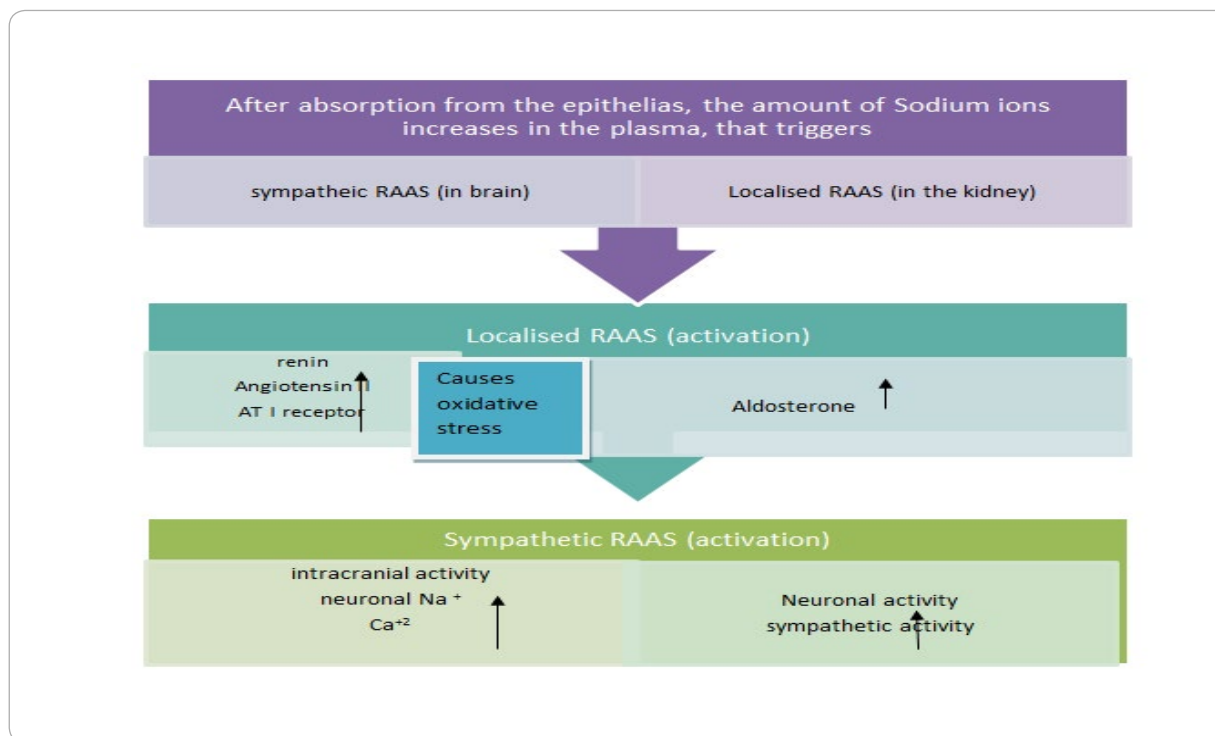 After absorption from the epithelias, the amount of Sodium ions
increases in the plasma, that triggers
sympatheic RAAS (in brain)
Localised RAAS (in the kidney)
Localised RAAS (activation)
renin
Angiotensin II
AT I receptor
Causes
oxidative
stress
Aldosterone
Sympathetic RAAS (activation)
intracranial activity
neuronal Na⁺
Ca⁺²
Neuronal activity
sympathetic activity